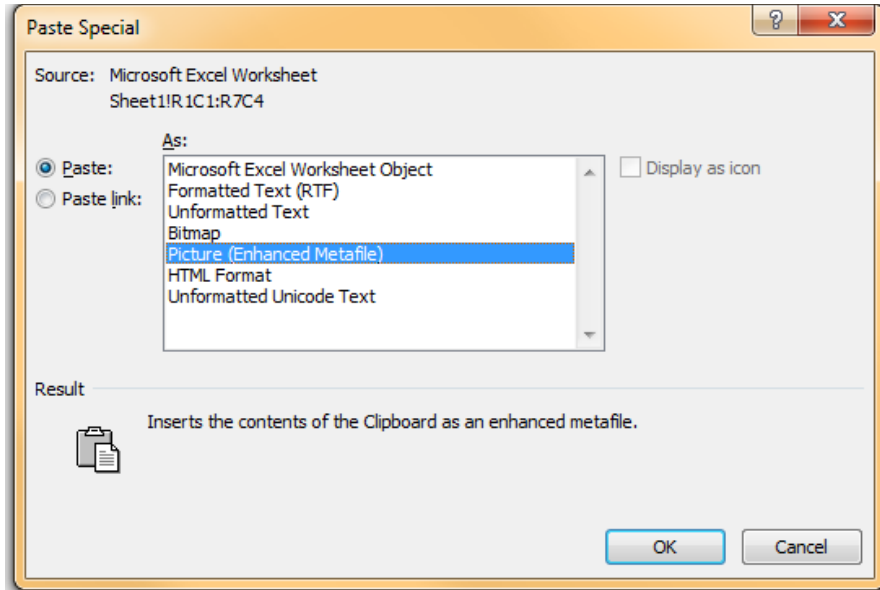 Paste Special
Source: Microsoft Excel Worksheet
Sheet1!R1C1:R7C4
As:
Paste:
Paste link:
Microsoft Excel Worksheet Object
Formatted Text (RTF)
Unformatted Text
Bitmap
Picture (Enhanced Metafile)
HTML Format
Unformatted Unicode Text
Display as icon
Result
Inserts the contents of the Clipboard as an enhanced metafile.
OK Cancel